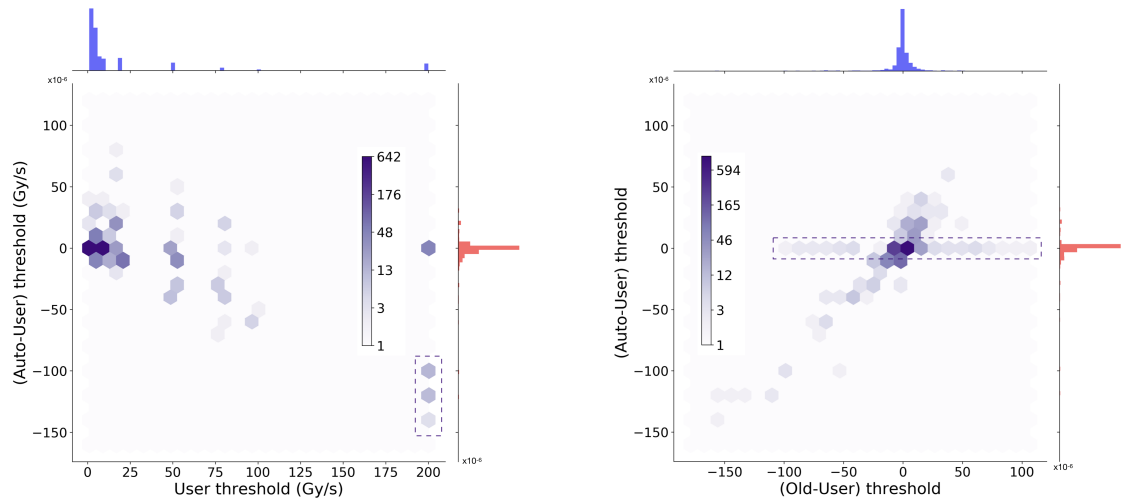 x10⁻⁶
100
50
0
−50
−100
−150
(Auto-User) threshold (Gy/s)
642
176
48
13
3
1
0 25 50 75 100 125 150 175 200
x10⁻⁶
User threshold (Gy/s)
x10⁻⁶
100
50
0
−50
−100
−150
(Auto-User) threshold
594
165
46
12
3
1
−150 −100 −50 0 50 100
x10⁻⁶
(Old-User) threshold